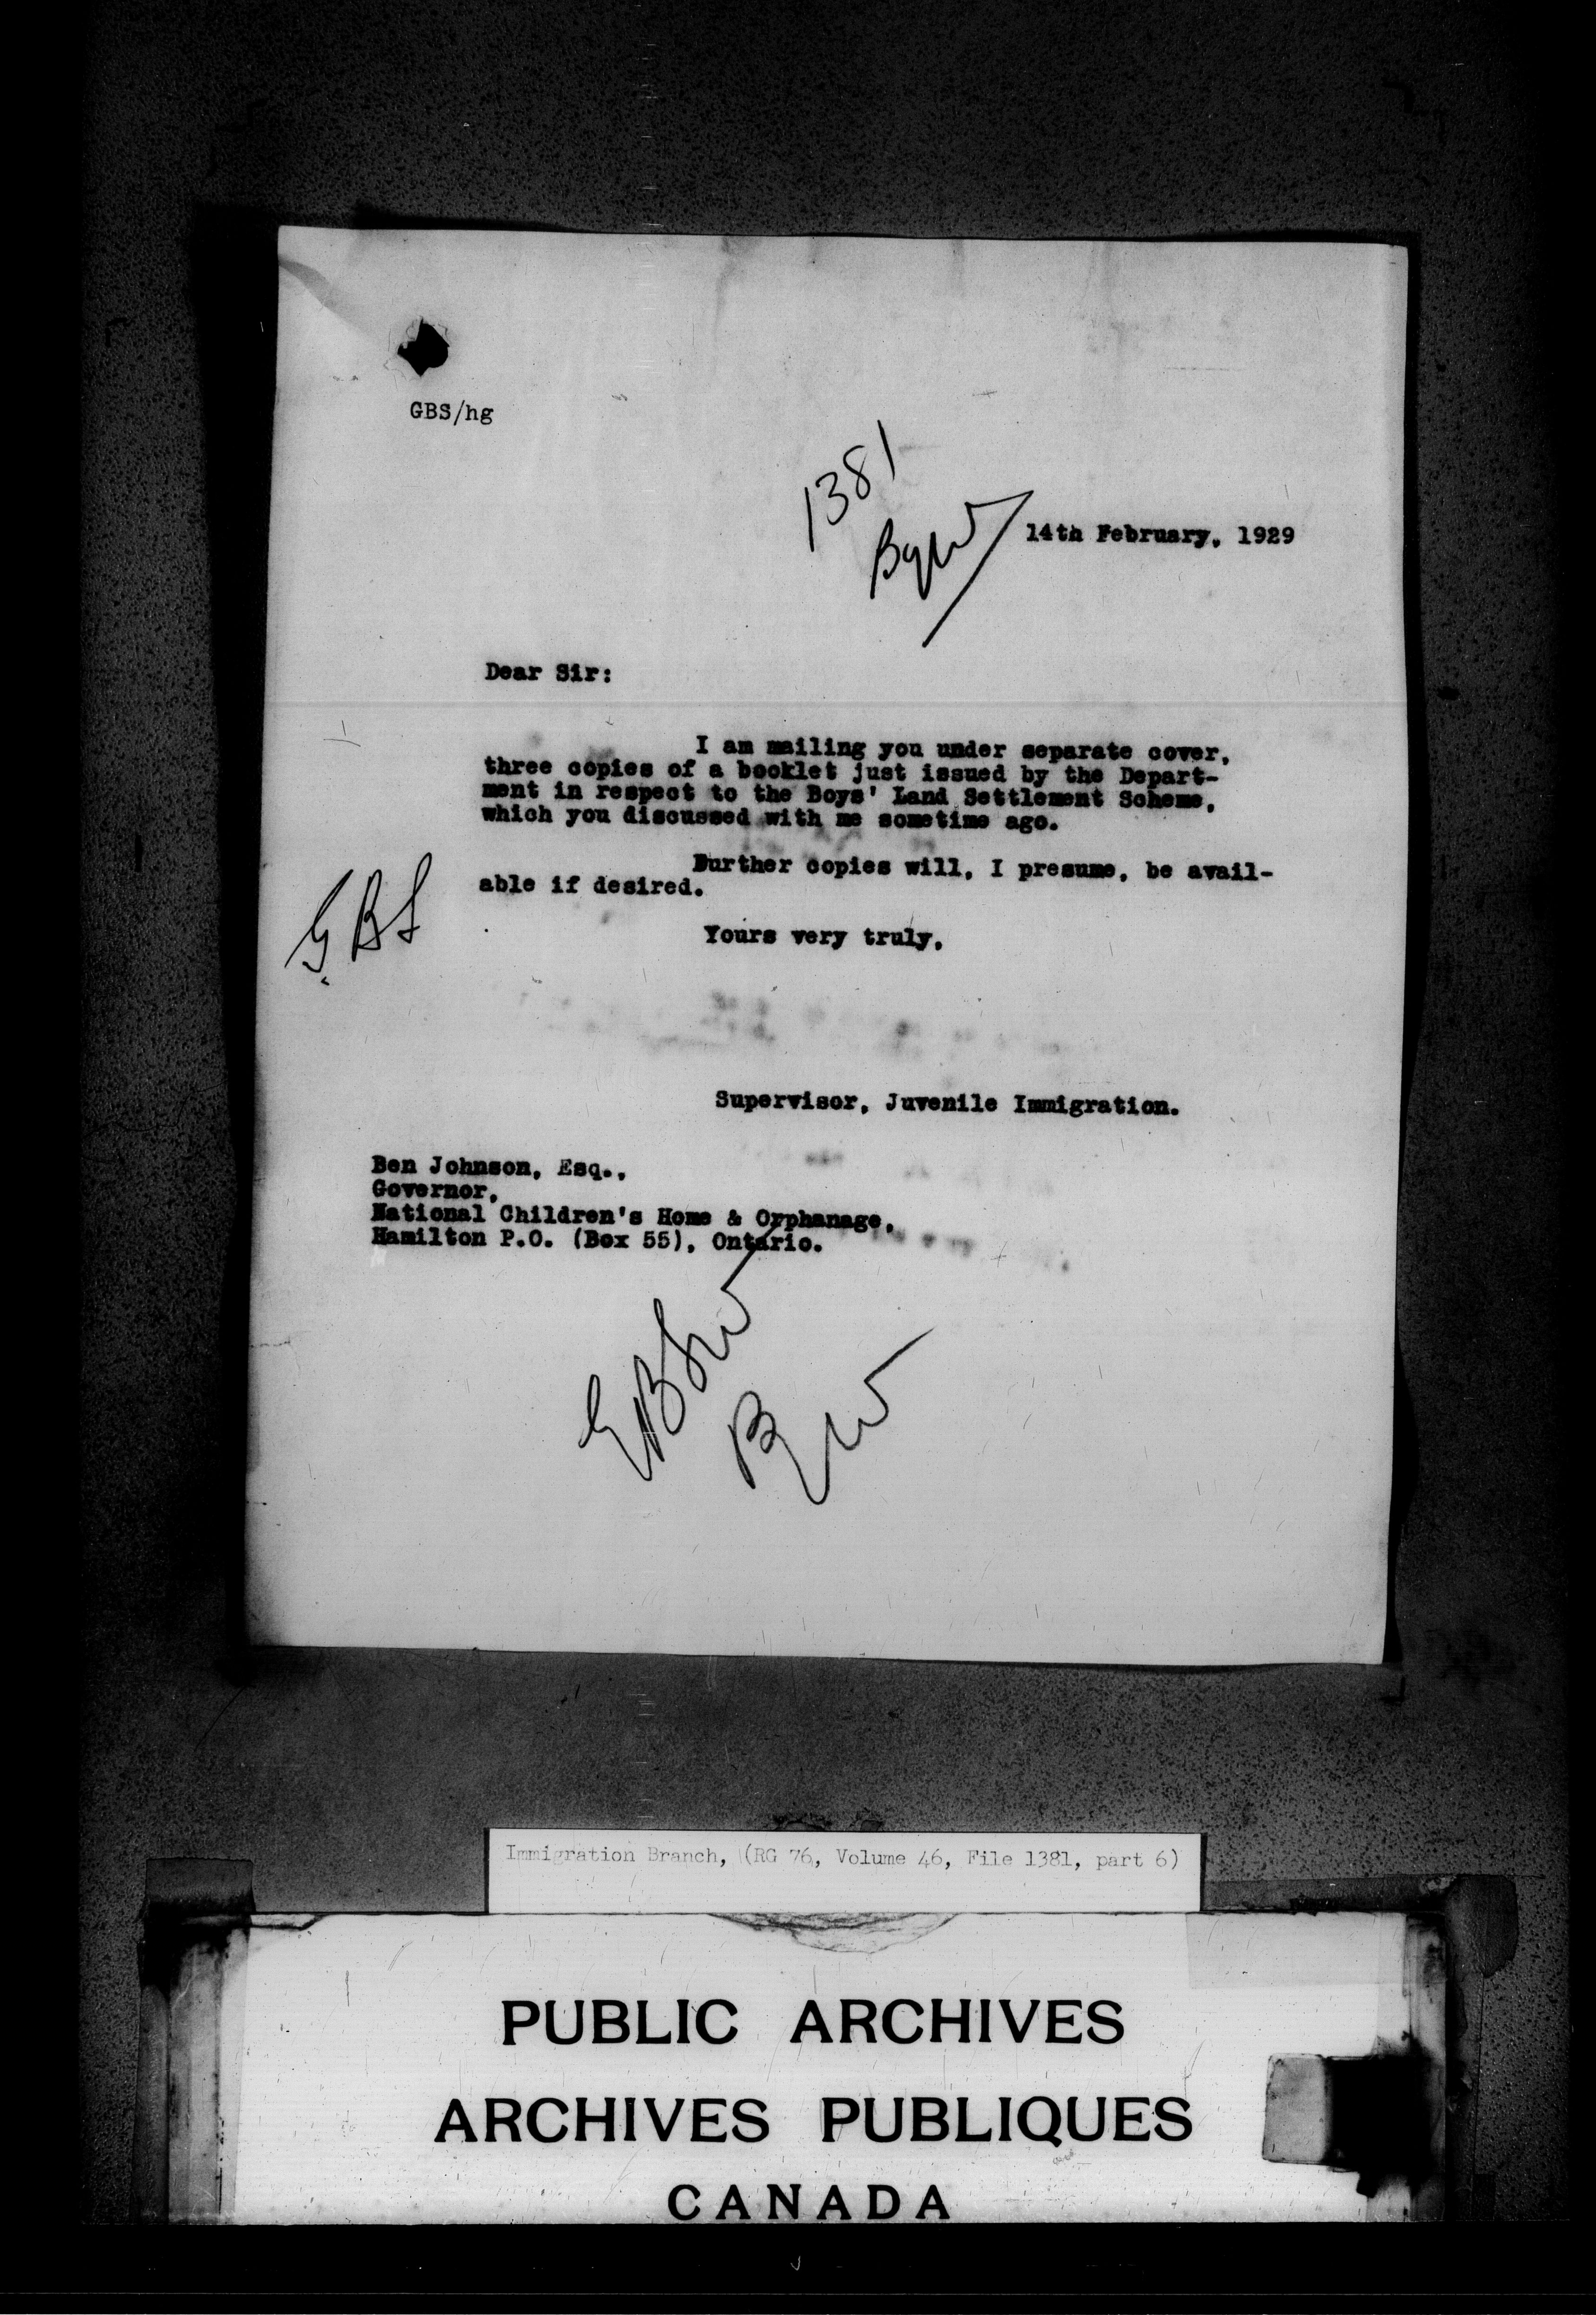 GBS/hg
1381
14th February, 1929
Dear Sir:
I am mailing you under separate cover,
three copies of a booklet just issued by the Depart-
ment in respect to the Boys' Land Settlement Scheme,
which you discussed with me sometime ago.
Further copies will, I presume, be avail-
able if desired.
GBS
Yours very truly,
Supervisor, Juvenile Immigration.
Ben Johnson, Esq.,
Governor,
National Children's Home & Orphanage,
Hamilton P.O. (Box 55), Ontario.
Immigration Branch, (RG 76, Volume 46, File 1381, part 6)
PUBLIC ARCHIVES
ARCHIVES PUBLIQUES
CANADA